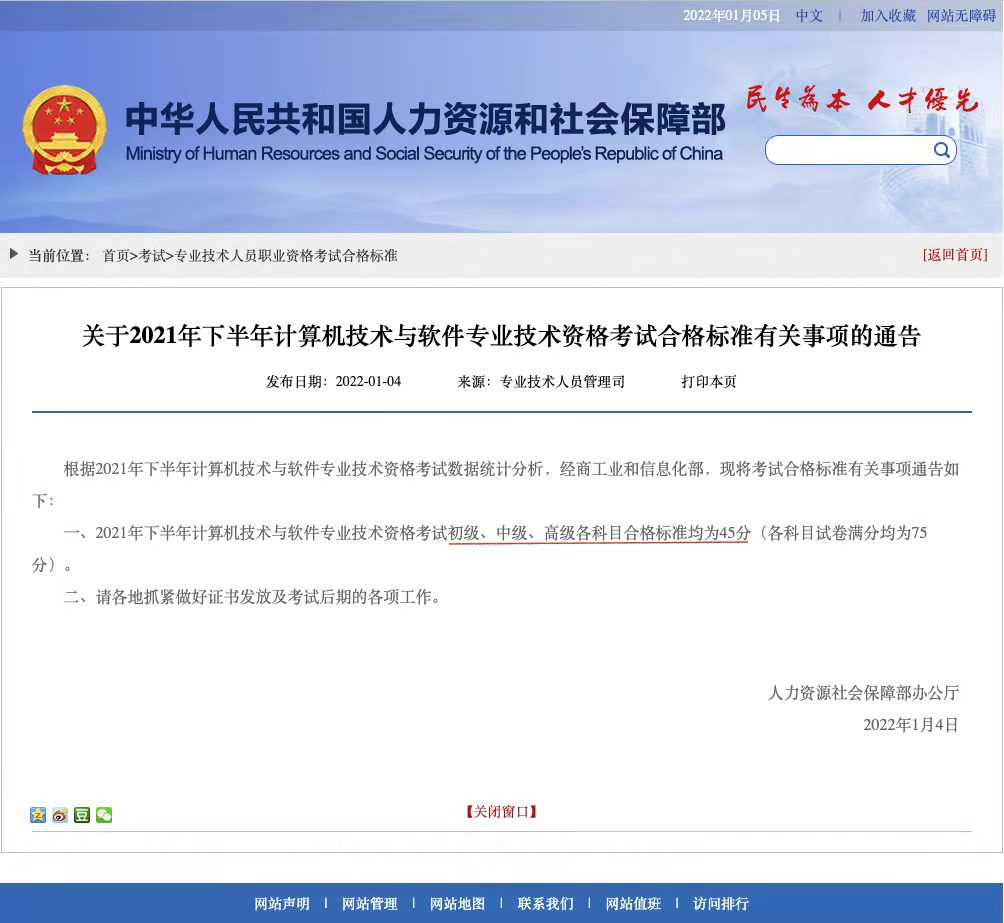 2022年01月05日 中文 | 加入收藏 网站无障碍
中华人民共和国人力资源和社会保障部
Ministry of Human Resources and Social Security of the People's Republic of China
民生為本 人才優先
当前位置： 首页>考试>专业技术人员职业资格考试合格标准
[返回首页]
关于2021年下半年计算机技术与软件专业技术资格考试合格标准有关事项的通告
发布日期：2022-01-04 来源：专业技术人员管理司 打印本页
根据2021年下半年计算机技术与软件专业技术资格考试数据统计分析，经商工业和信息化部，现将考试合格标准有关事项通告如
下：
一、2021年下半年计算机技术与软件专业技术资格考试初级、中级、高级各科目合格标准均为45分（各科目试卷满分均为75
分）。
二、请各地抓紧做好证书发放及考试后期的各项工作。
人力资源社会保障部办公厅
2022年1月4日
豆
【关闭窗口】
网站声明 | 网站管理 | 网站地图 | 联系我们 | 网站值班 | 访问排行